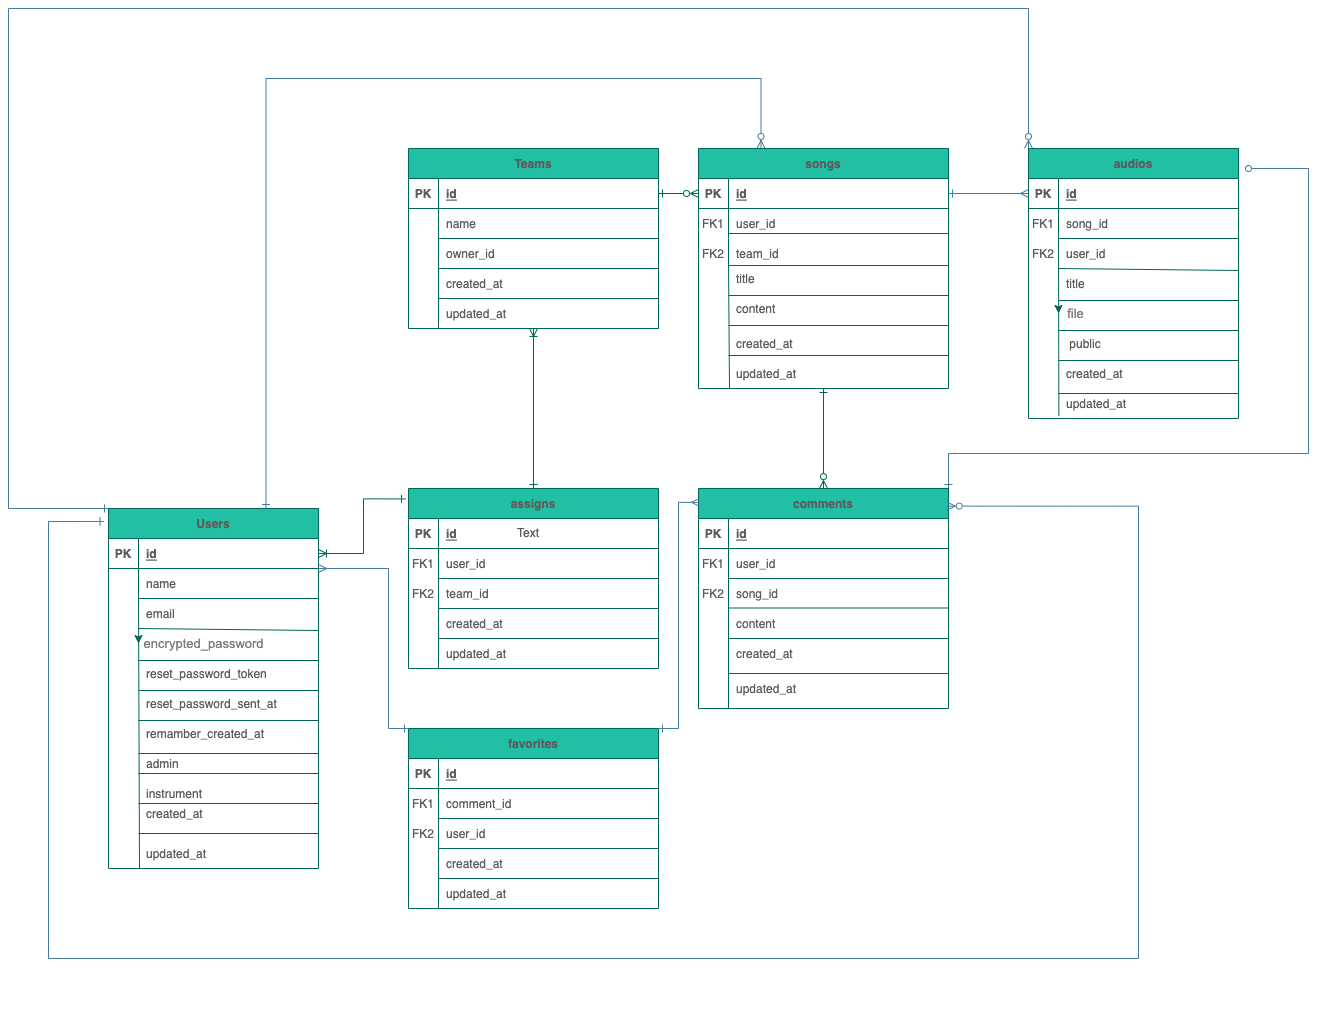 Teams
PK id
name
owner_id
created_at
updated_at
songs
PK id
FK1 user_id
FK2 team_id
title
content
created_at
updated_at
audios
PK id
FK1 song_id
FK2 user_id
title
file
public
created_at
updated_at
Users
PK id
name
email
encrypted_password
reset_password_token
reset_password_sent_at
remamber_created_at
admin
instrument
created_at
updated_at
assigns
PK id Text
FK1 user_id
FK2 team_id
created_at
updated_at
comments
PK id
FK1 user_id
FK2 song_id
content
created_at
updated_at
favorites
PK id
FK1 comment_id
FK2 user_id
created_at
updated_at